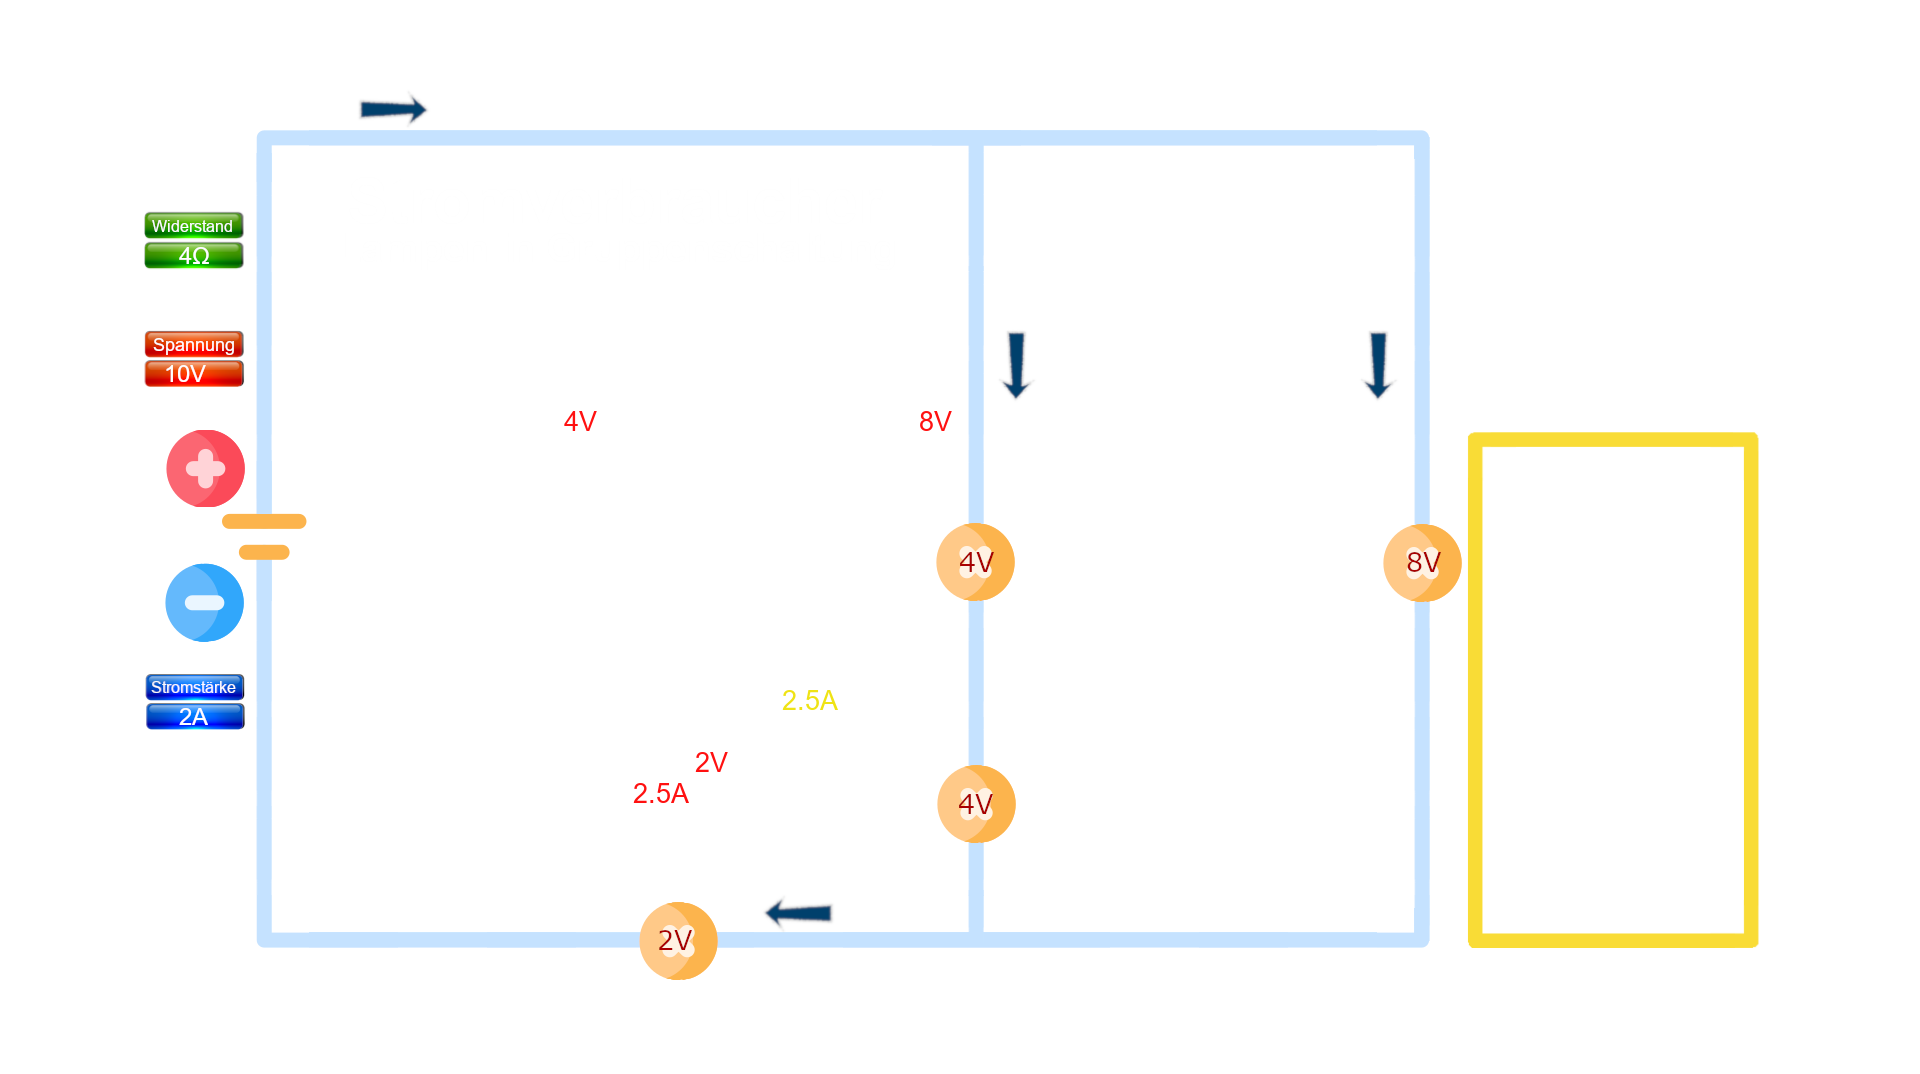 Widerstand
4Ω
Spannung
10V
4V
8V
4V
8V
Stromstärke
2A
2.5A
2V
2.5A
4V
2V